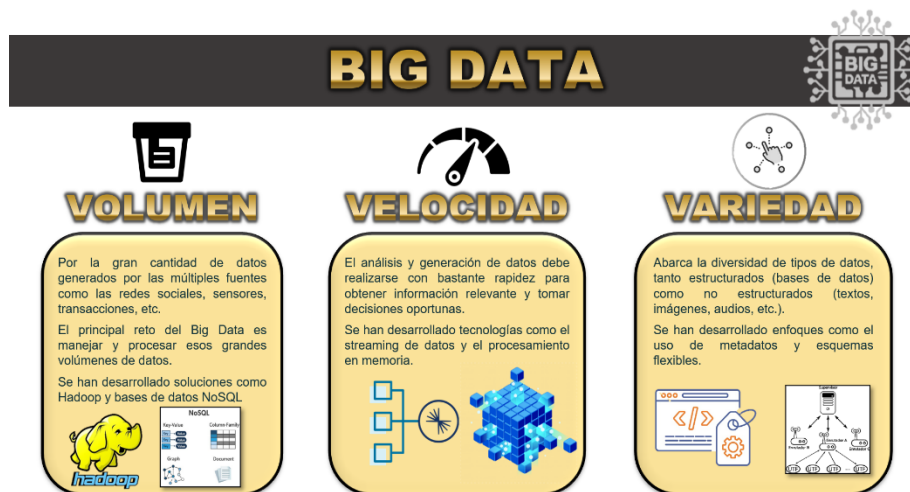 BIG DATA
BIG
DATA
VOLUMEN
Por la gran cantidad de datos
generados por las múltiples fuentes
como las redes sociales, sensores,
transacciones, etc.
El principal reto del Big Data es
manejar y procesar esos grandes
volúmenes de datos.
Se han desarrollado soluciones como
Hadoop y bases de datos NoSQL
hadoop
NoSQL
Key-Value
Column Family
Graph
Document
VELOCIDAD
El análisis y generación de datos debe
realizarse con bastante rapidez para
obtener información relevante y tomar
decisiones oportunas.
Se han desarrollado tecnologías como el
streaming de datos y el procesamiento
en memoria.
VARIEDAD
Abarca la diversidad de tipos de datos,
tanto estructurados (bases de datos)
como no estructurados (textos,
imágenes, audios, etc.).
Se han desarrollado enfoques como el
uso de metadatos y esquemas
flexibles.